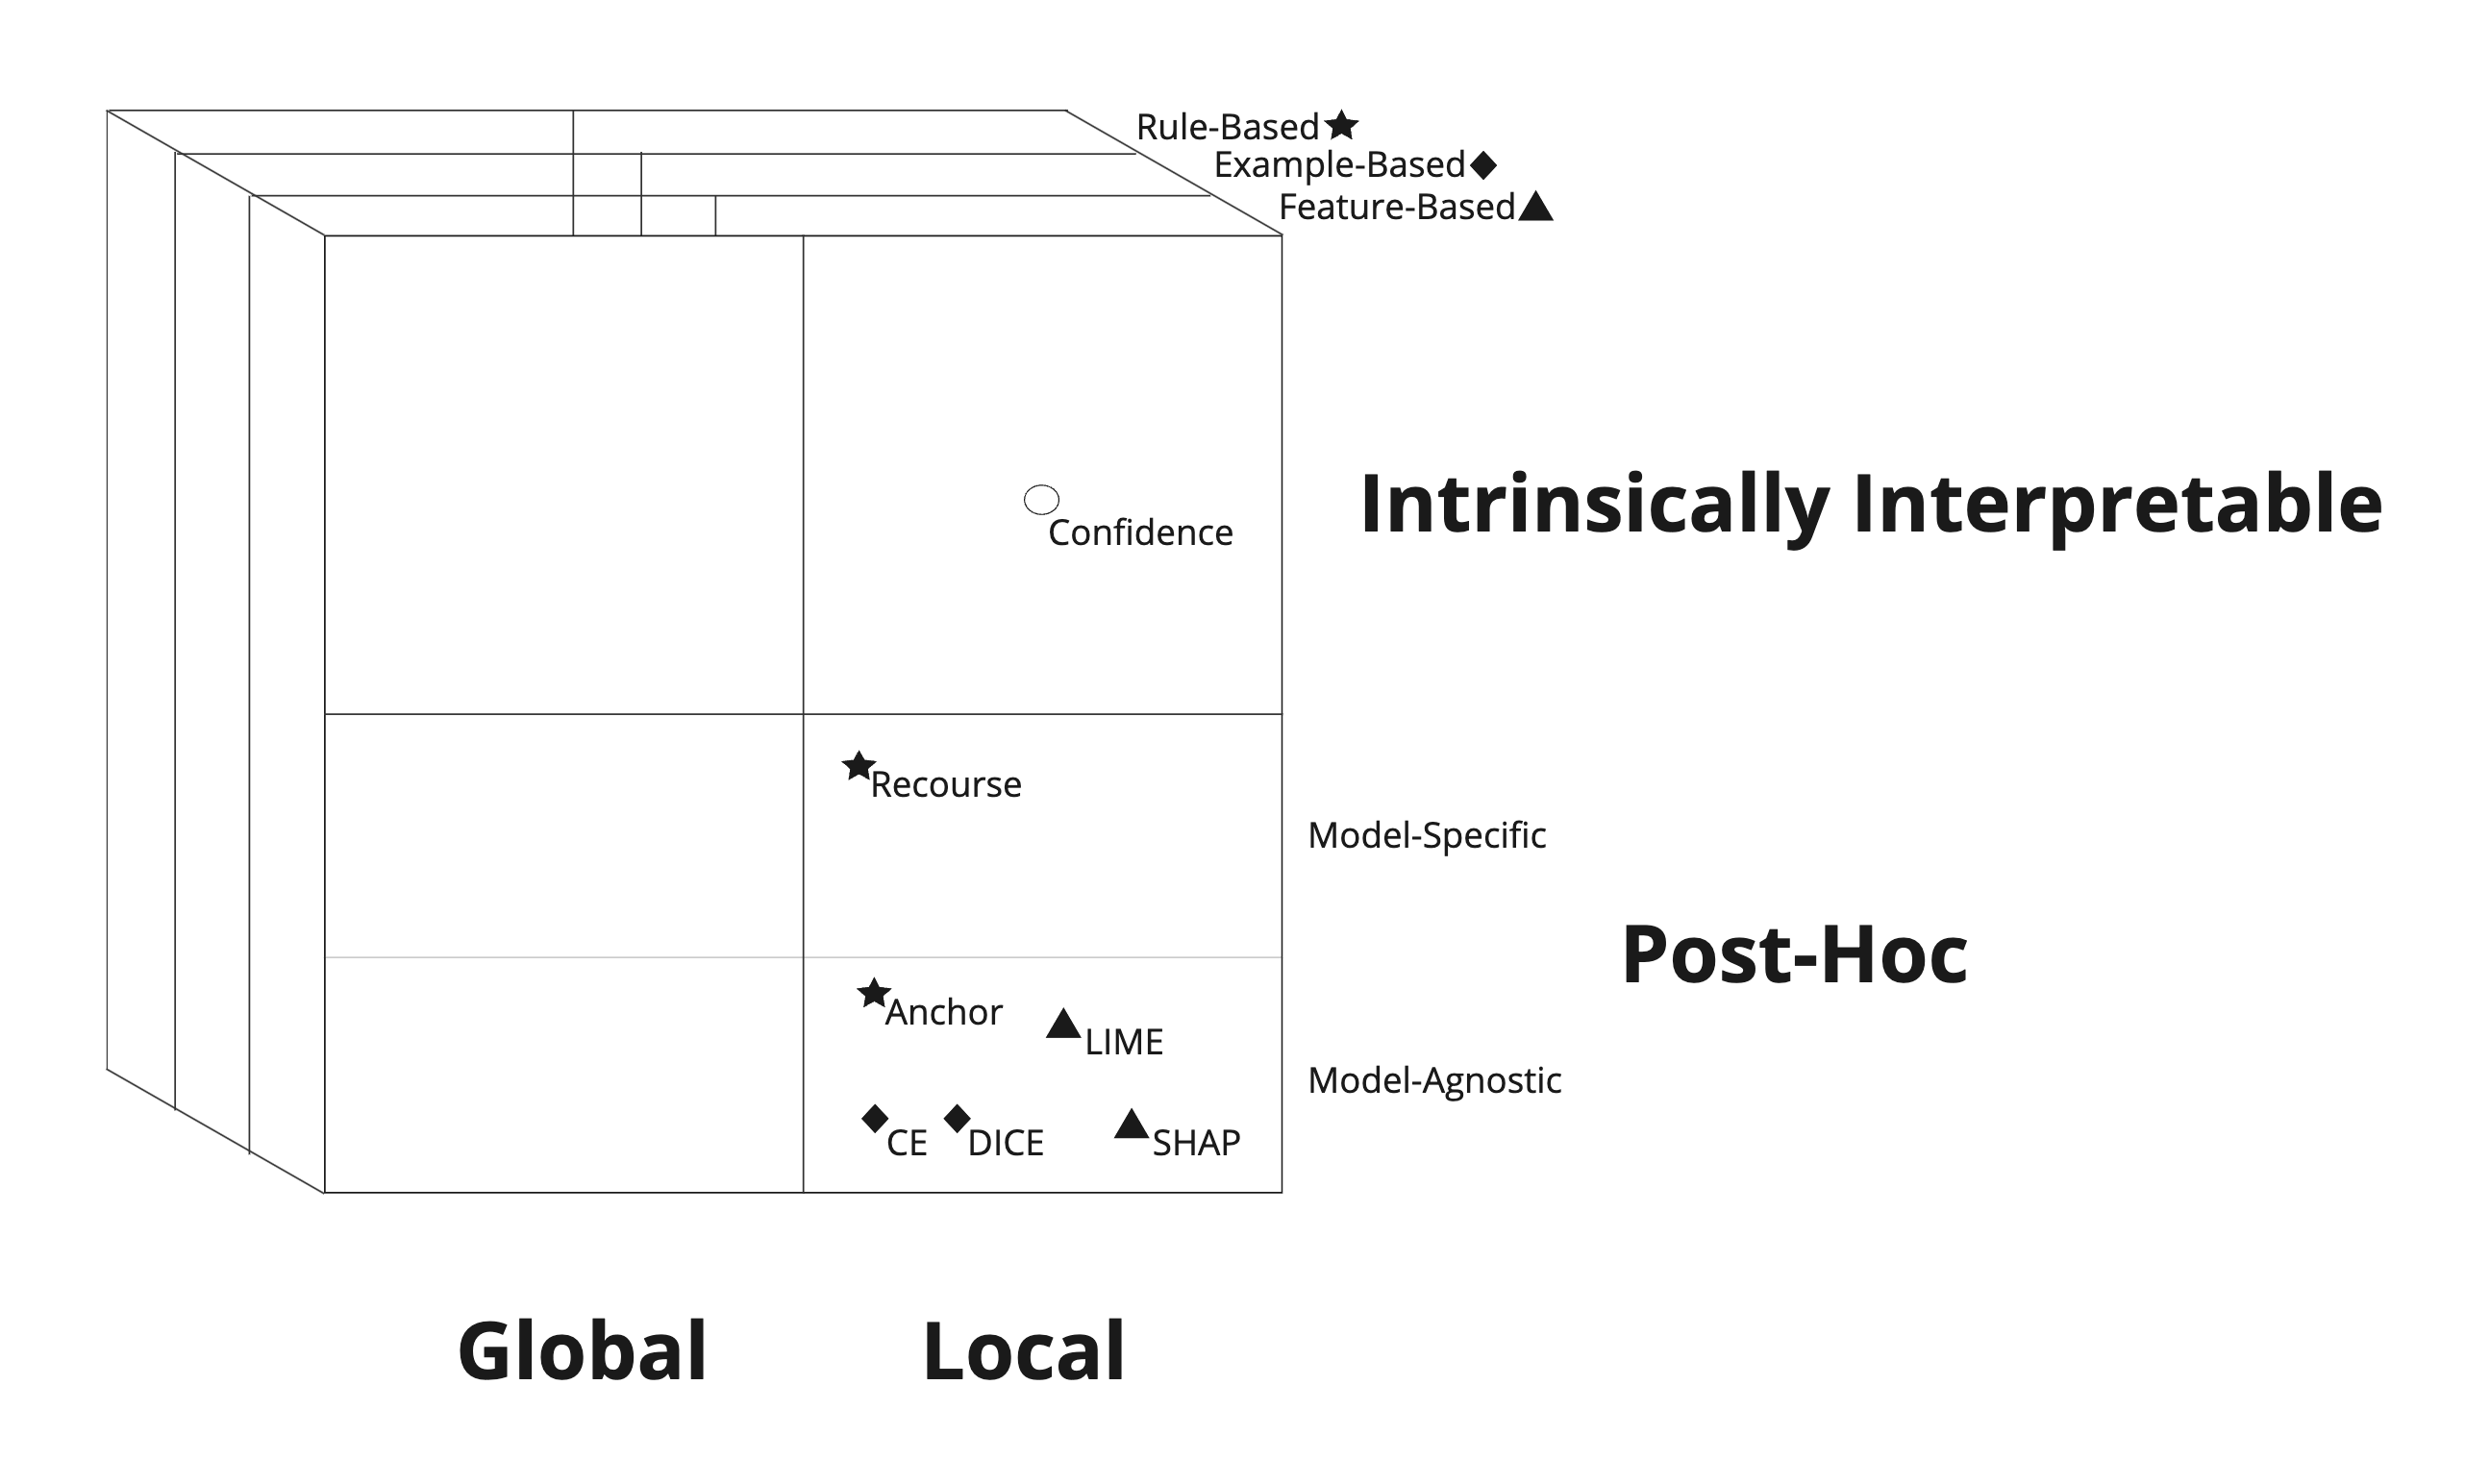 Rule-Based
Example-Based
Feature-Based
Confidence
Intrinsically Interpretable
Recourse
Model-Specific
Post-Hoc
Anchor
LIME
Model-Agnostic
CE
DICE
SHAP
Global
Local